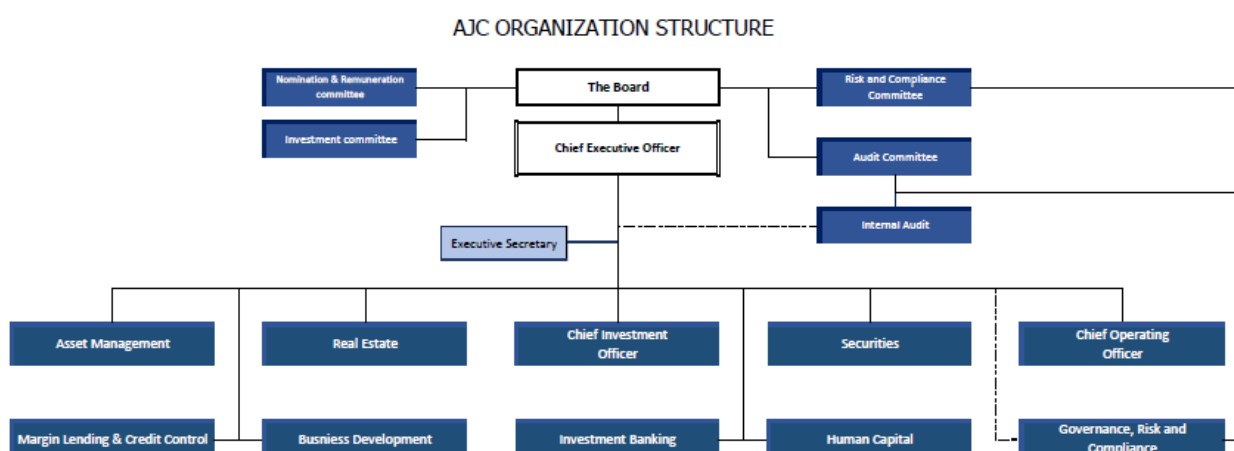 AJC ORGANIZATION STRUCTURE
Nomination & Remuneration
committee
The Board
Risk and Compliance
Committee
Investment committee
Chief Executive Officer
Audit Committee
Internal Audit
Executive Secretary
Asset Management
Real Estate
Chief Investment
Officer
Securities
Chief Operating
Officer
Margin Lending & Credit Control
Busniess Development
Investment Banking
Human Capital
Governance, Risk and
Compliance